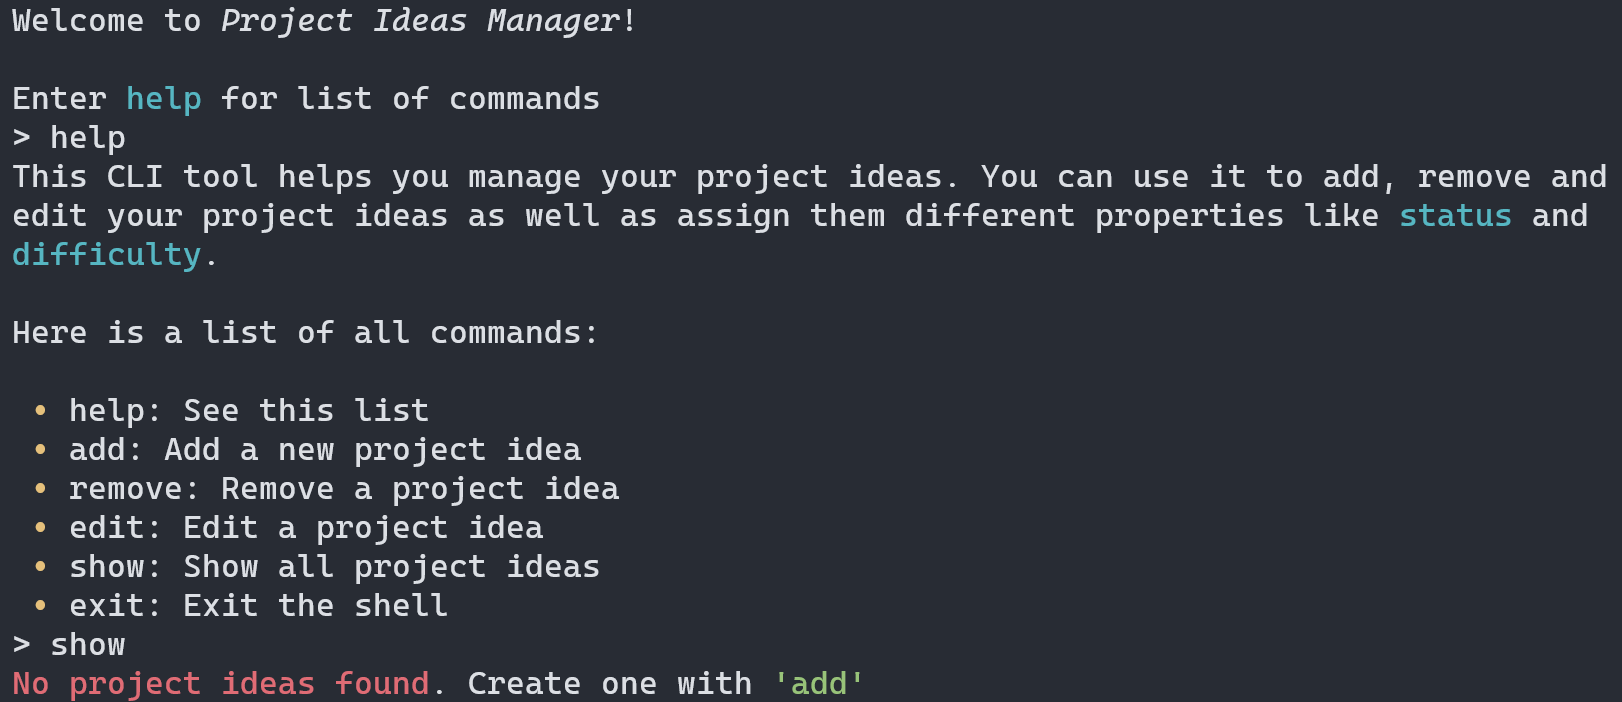 Welcome to Project Ideas Manager!
Enter help for list of commands
> help
This CLI tool helps you manage your project ideas. You can use it to add, remove and
edit your project ideas as well as assign them different properties like status and
difficulty.
Here is a list of all commands:
• help: See this list
• add: Add a new project idea
• remove: Remove a project idea
• edit: Edit a project idea
• show: Show all project ideas
• exit: Exit the shell
> show
No project ideas found. Create one with 'add'